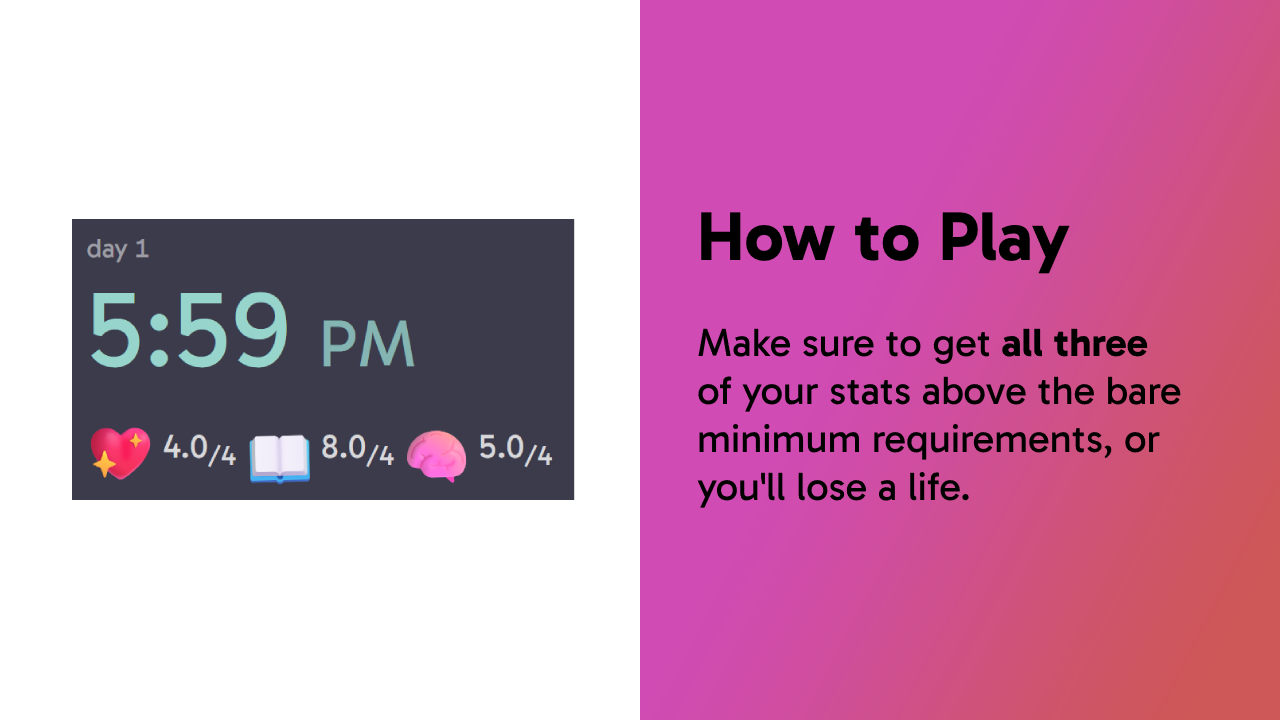 day 1
5:59 PM
4.0/4 8.0/4 5.0/4
How to Play
Make sure to get all three
of your stats above the bare
minimum requirements, or
you'll lose a life.